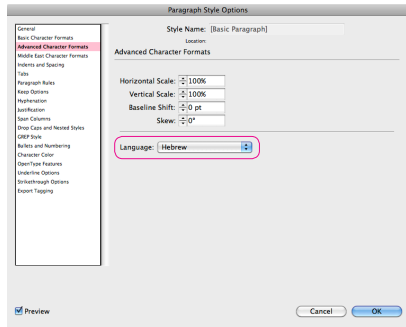 Paragraph Style Options
General
Basic Character Formats
Advanced Character Formats
Middle East Character Formats
Indents and Spacing
Tabs
Paragraph Rules
Keep Options
Hyphenation
Justification
Span Columns
Drop Caps and Nested Styles
GREP Style
Bullets and Numbering
Character Color
OpenType Features
Underline Options
Strikethrough Options
Export Tagging
Style Name: [Basic Paragraph]
Location:
Advanced Character Formats
Horizontal Scale: 100%
Vertical Scale: 100%
Baseline Shift: 0 pt
Skew: 0°
Language: Hebrew
Preview
Cancel
OK